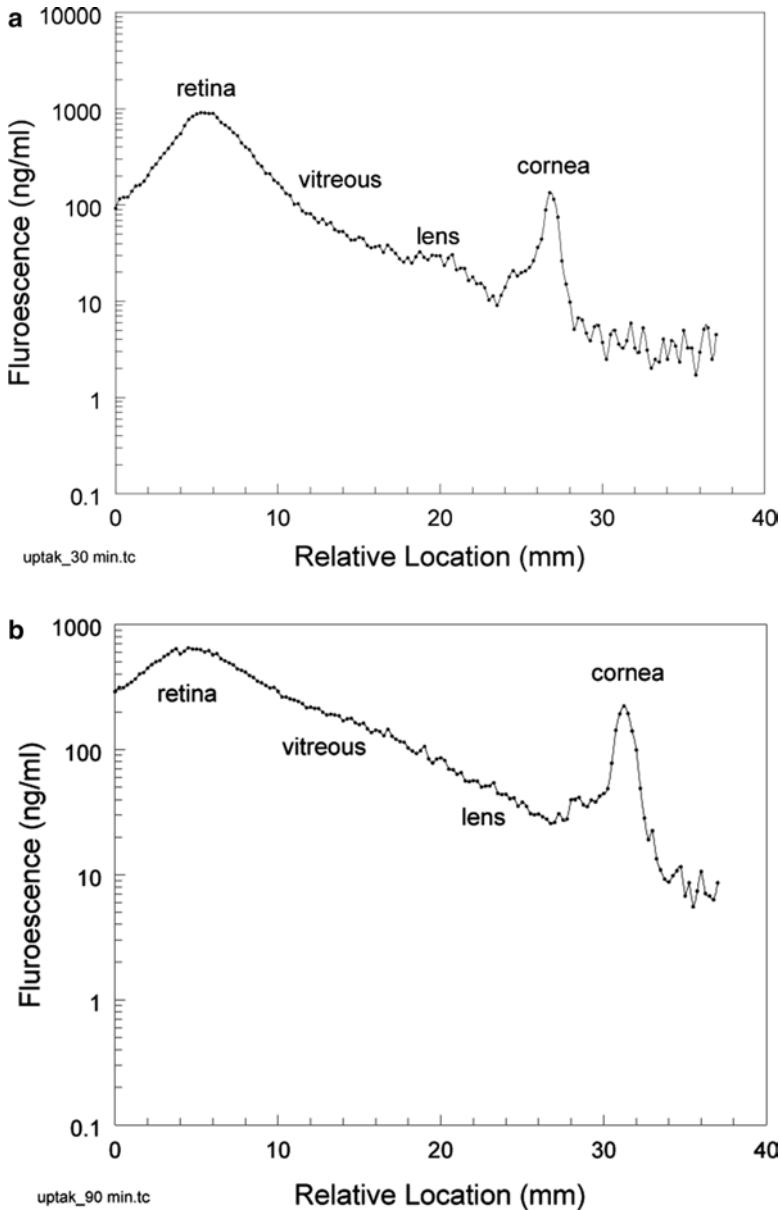 a
10000
1000
100
10
1
0.1
Fluroescence (ng/ml)
retina
vitreous
lens
cornea
0 10 20 30 40
Relative Location (mm)
uptak_30 min.tc
b
1000
100
10
1
0.1
Fluroescence (ng/ml)
retina
vitreous
lens
cornea
0 10 20 30 40
Relative Location (mm)
uptak_90 min.tc